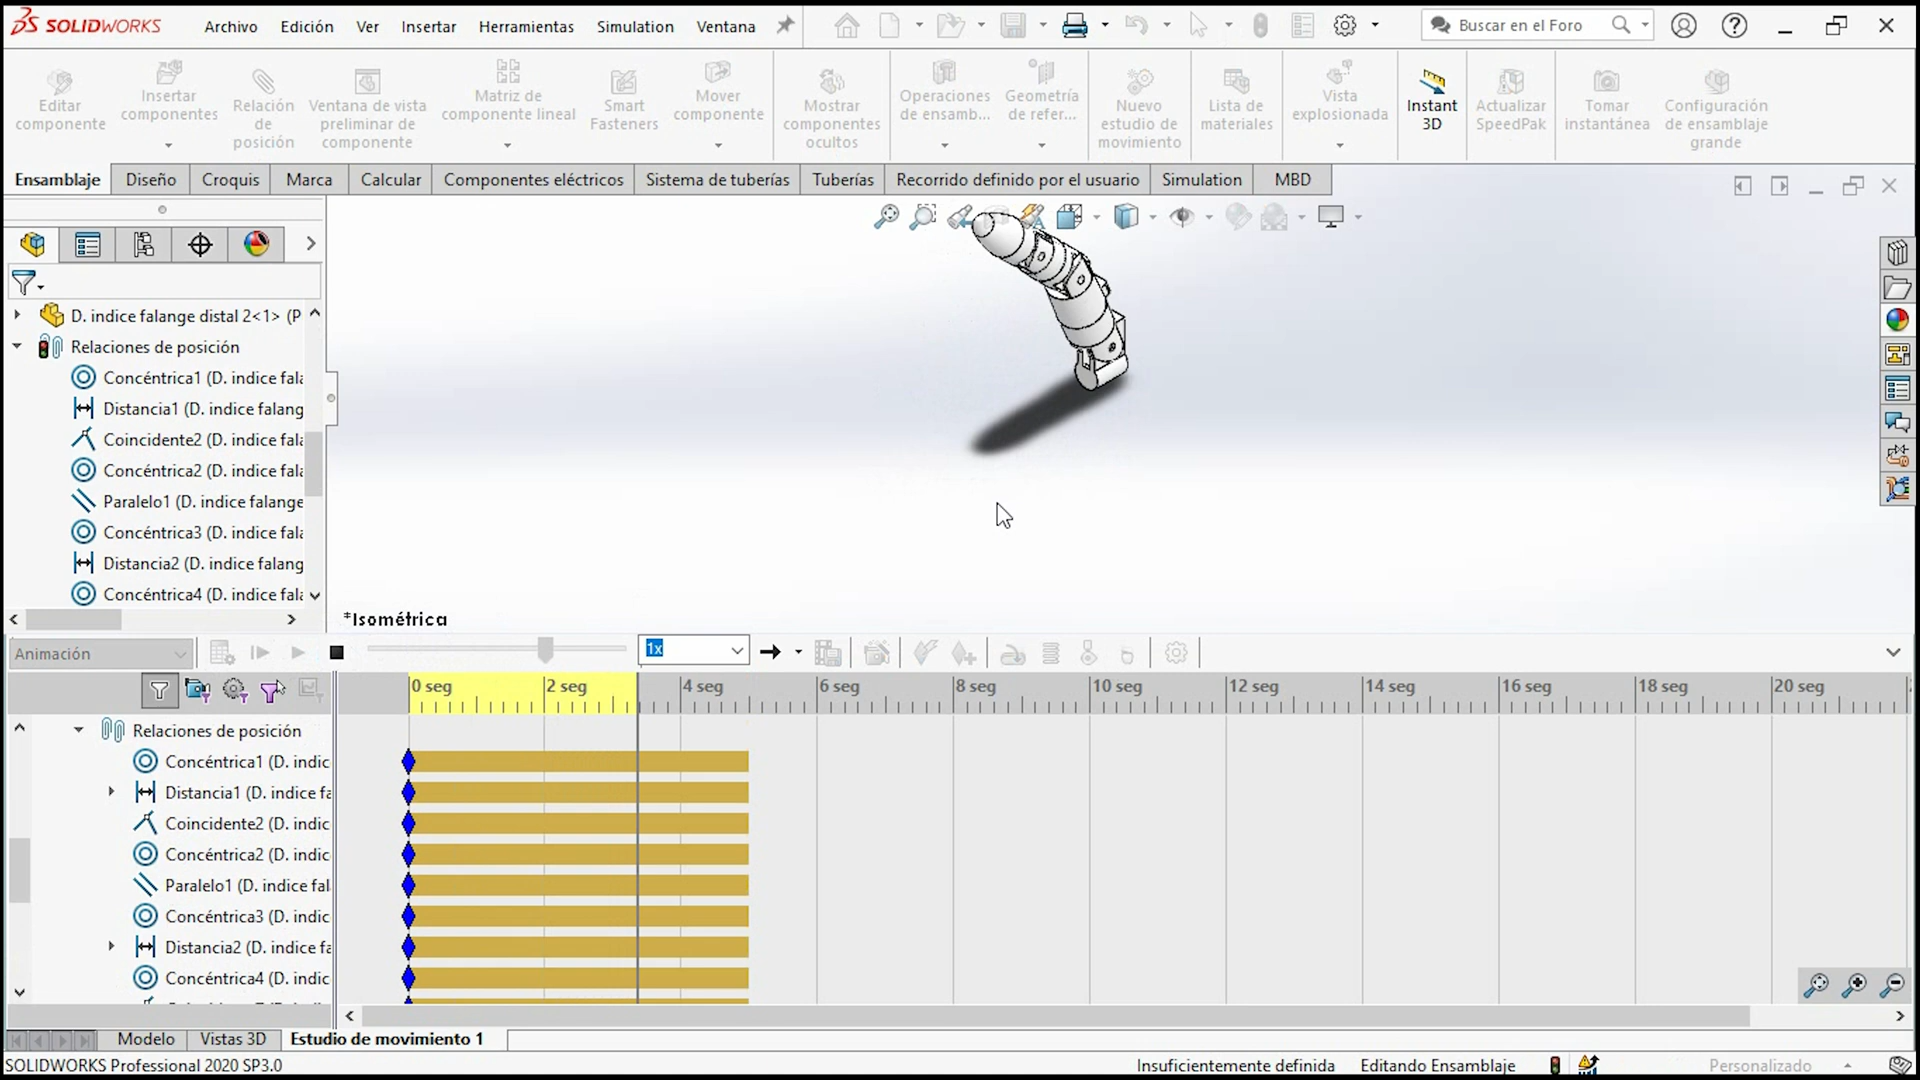 SOLIDWORKS
Archivo Edición Ver Insertar Herramientas Simulation Ventana
Buscar en el Foro
Editar componente
Insertar componentes
Relación de posición
Ventana de vista preliminar de componente
Matriz de componente lineal
Smart Fasteners
Mover componente
Mostrar componentes ocultos
Operaciones de ensamb...
Geometría de refer...
Nuevo estudio de movimiento
Lista de materiales
Vista explosionada
Instant 3D
Actualizar SpeedPak
Tomar instantánea
Configuración de ensamblaje grande
Ensamblaje Diseño Croquis Marca Calcular Componentes eléctricos Sistema de tuberías Tuberías Recorrido definido por el usuario Simulation MBD
D. indice falange distal 2<1> (P
Relaciones de posición
Concéntrica1 (D. indice fala
Distancia1 (D. indice falang
Coincidente2 (D. indice fala
Concéntrica2 (D. indice fala
Paralelo1 (D. indice falange
Concéntrica3 (D. indice fala
Distancia2 (D. indice falang
Concéntrica4 (D. indice fala
*Isométrica
Animación
1x
0 seg 2 seg 4 seg 6 seg 8 seg 10 seg 12 seg 14 seg 16 seg 18 seg 20 seg
Relaciones de posición
Concéntrica1 (D. indic
Distancia1 (D. indice fa
Coincidente2 (D. indic
Concéntrica2 (D. indic
Paralelo1 (D. indice fal
Concéntrica3 (D. indic
Distancia2 (D. indice fa
Concéntrica4 (D. indic
Modelo Vistas 3D Estudio de movimiento 1
SOLIDWORKS Professional 2020 SP3.0
Insuficientemente definida Editando Ensamblaje Personalizado